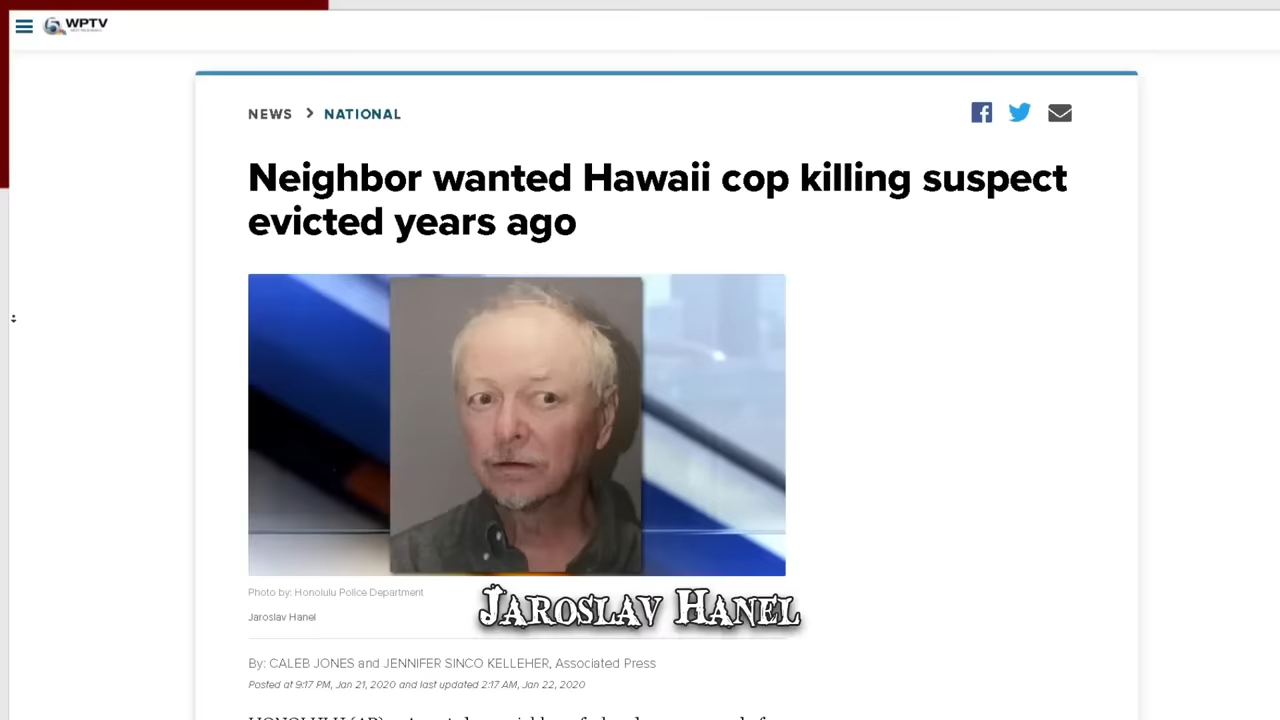 WPTV
NEWS > NATIONAL
Neighbor wanted Hawaii cop killing suspect
evicted years ago
Photo by: Honolulu Police Department
Jaroslav Hanel
JAROSLAV HANEL
By: CALEB JONES and JENNIFER SINCO KELLEHER, Associated Press
Posted at 9:17 PM, Jan 21, 2020 and last updated 2:17 AM, Jan 22, 2020